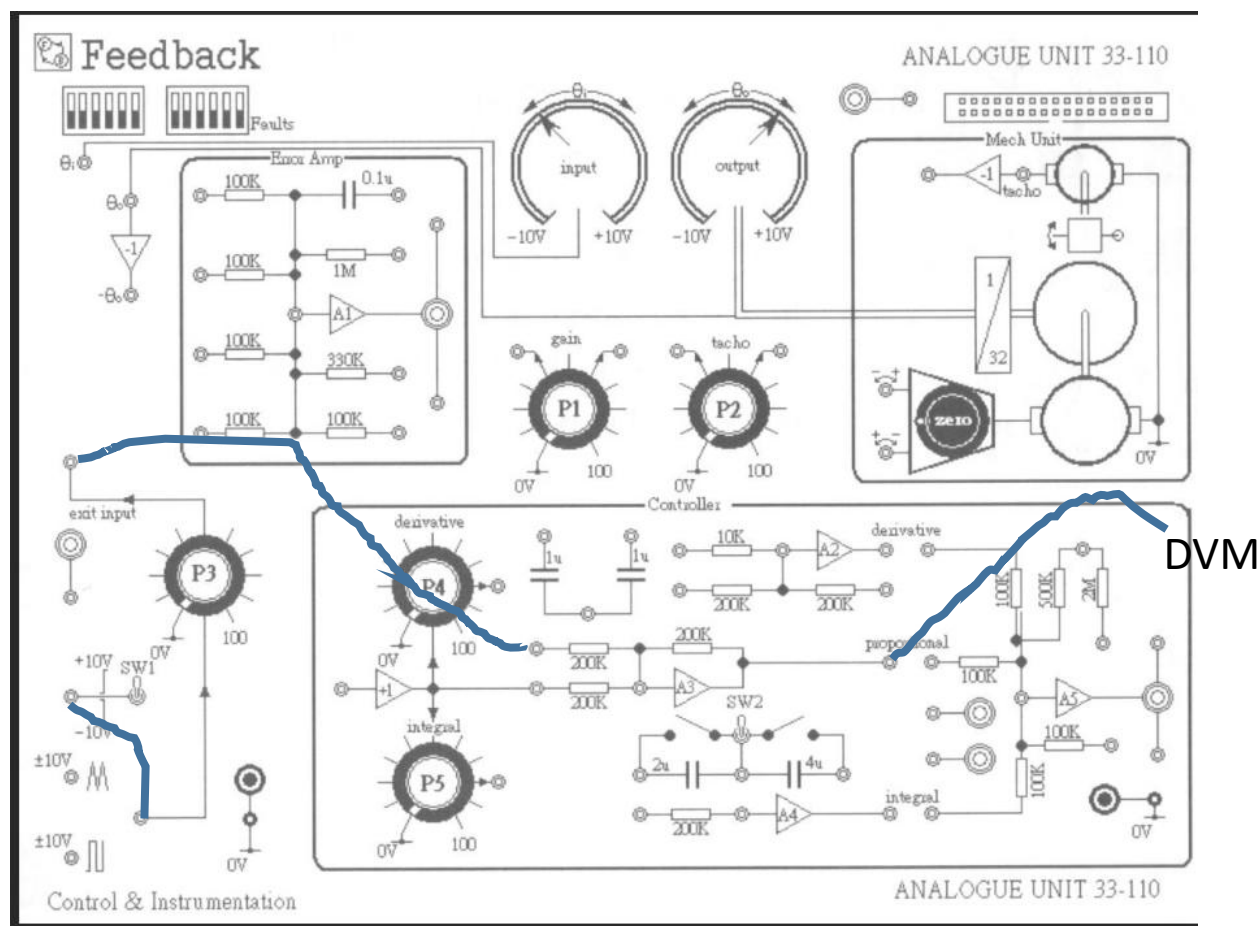 Feedback
ANALOGUE UNIT 33-110
Faults
θi
θo
-1
-θo
Error Amp
100K
0.1u
100K
1M
A1
100K
330K
100K
100K
θi
input
-10V
+10V
θo
output
-10V
+10V
Mech Unit
-1
tacho
1
32
- +
zero
+ -
0V
gain
P1
0V
100
tacho
P2
0V
100
exit input
P3
0V
100
+10V
SW1
0
-10V
±10V
±10V
0V
Controller
derivative
P4
0V
100
+1
integral
P5
0V
100
1u
1u
10K
A2
derivative
200K
200K
200K
200K
200K
A3
proportional
SW2
0
2u
4u
200K
A4
integral
100K
500K
2M
100K
A5
100K
100K
0V
DVM
Control & Instrumentation
ANALOGUE UNIT 33-110